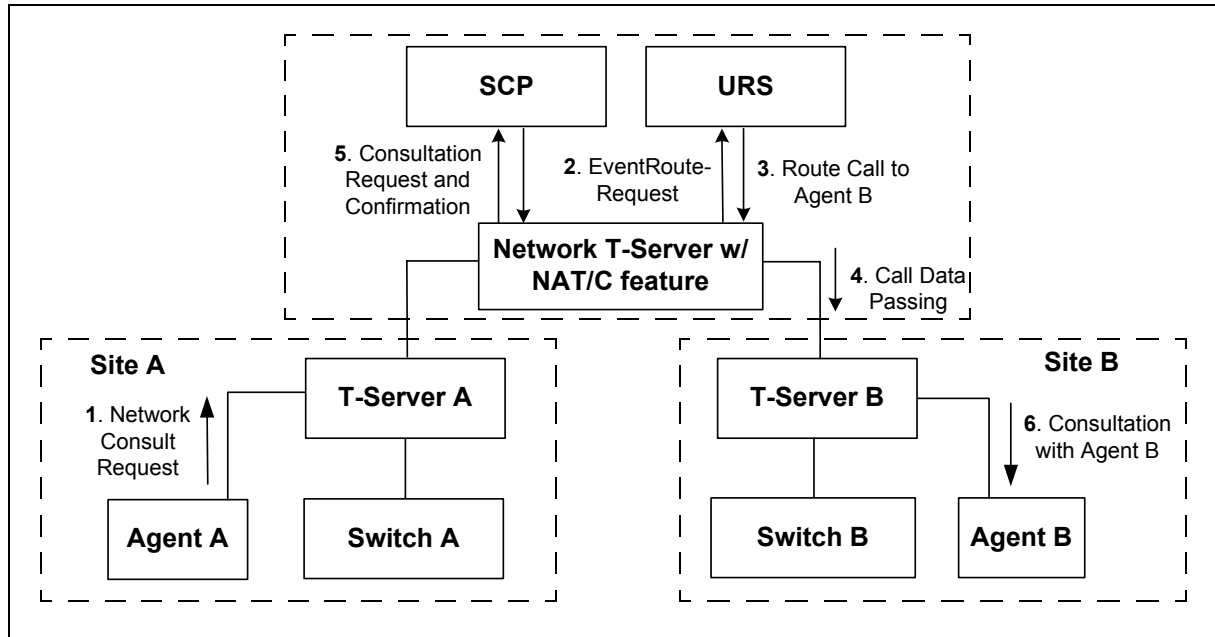 SCP
URS
5. Consultation
Request and
Confirmation
2. EventRoute-
Request
3. Route Call to
Agent B
Network T-Server w/
NAT/C feature
4. Call Data
Passing
Site A
T-Server A
1. Network
Consult
Request
Agent A
Switch A
Site B
T-Server B
6. Consultation
with Agent B
Switch B
Agent B